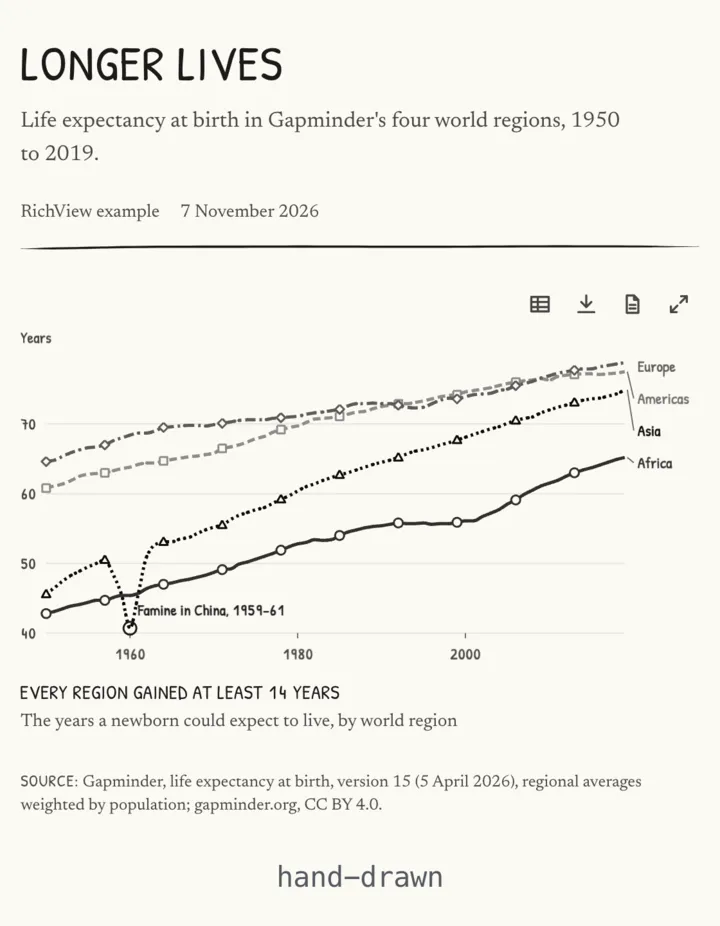 LONGER LIVES
Life expectancy at birth in Gapminder's four world regions, 1950
to 2019.
RichView example 7 November 2026
Years
Europe
Americas
70
Asia
Africa
60
50
Famine in China, 1959–61
40
1960 1980 2000
EVERY REGION GAINED AT LEAST 14 YEARS
The years a newborn could expect to live, by world region
SOURCE: Gapminder, life expectancy at birth, version 15 (5 April 2026), regional averages
weighted by population; gapminder.org, CC BY 4.0.
hand-drawn